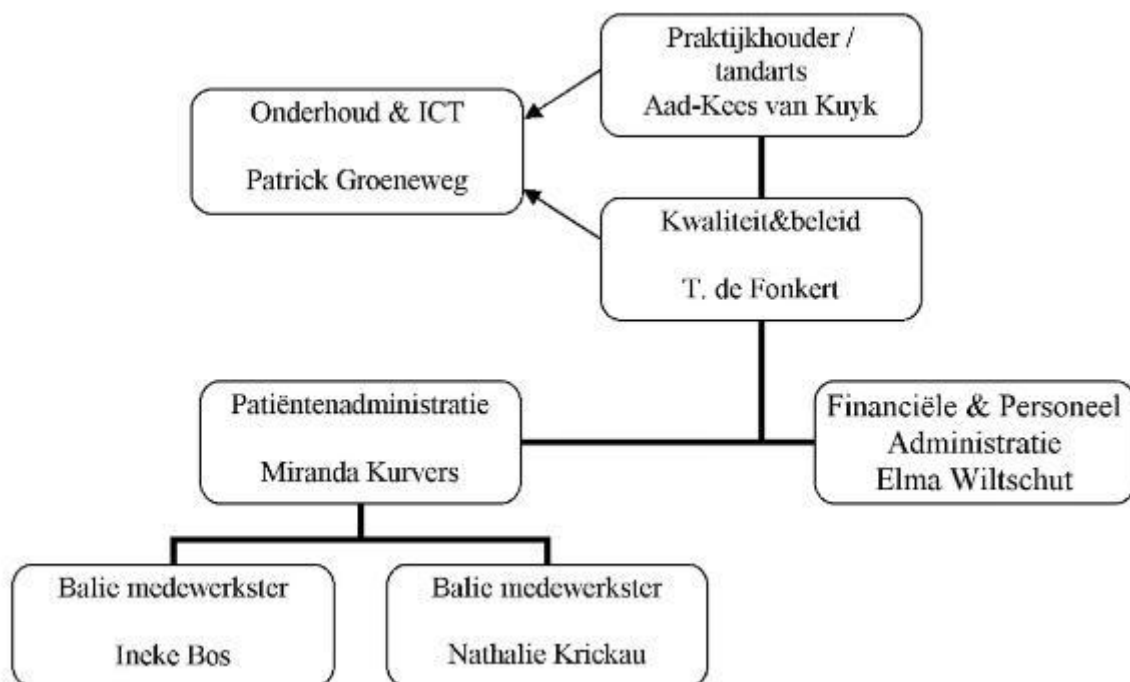 Praktijkhouder /
tandarts
Aad-Kees van Kuyk
Onderhoud & ICT
Patrick Groeneweg
Kwaliteit&beleid
T. de Fonkert
Patiëntenadministratie
Miranda Kurvers
Financiële & Personeel
Administratie
Elma Wiltschut
Balie medewerkster
Ineke Bos
Balie medewerkster
Nathalie Krickau